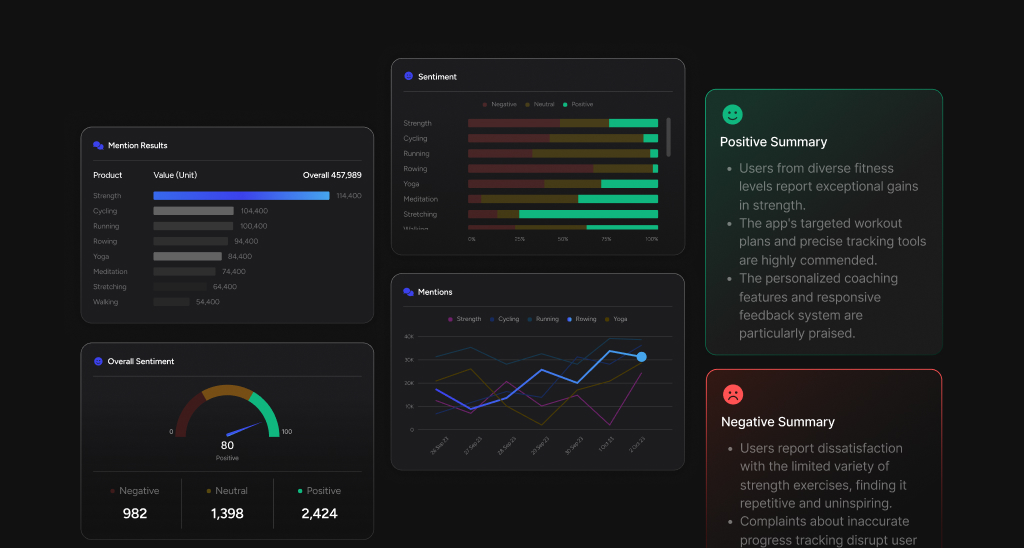 Mention Results
Product Value (Unit) Overall 457,989
Strength 114,400
Cycling 104,400
Running 100,400
Rowing 94,400
Yoga 84,400
Meditation 74,400
Stretching 64,400
Walking 54,400
Overall Sentiment
0 100
80
Positive
Negative Neutral Positive
982 1,398 2,424
Sentiment
Negative Neutral Positive
Strength
Cycling
Running
Rowing
Yoga
Meditation
Stretching
Walking
0% 25% 50% 75% 100%
Mentions
Strength Cycling Running Rowing Yoga
40K
30K
20K
10K
0
26 Sep 23 27 Sep 23 28 Sep 23 29 Sep 23 30 Sep 23 1 Oct 23 2 Oct 23
Positive Summary
• Users from diverse fitness
levels report exceptional gains
in strength.
• The app's targeted workout
plans and precise tracking tools
are highly commended.
• The personalized coaching
features and responsive
feedback system are
particularly praised.
Negative Summary
• Users report dissatisfaction
with the limited variety of
strength exercises, finding it
repetitive and uninspiring.
• Complaints about inaccurate
progress tracking disrupt user